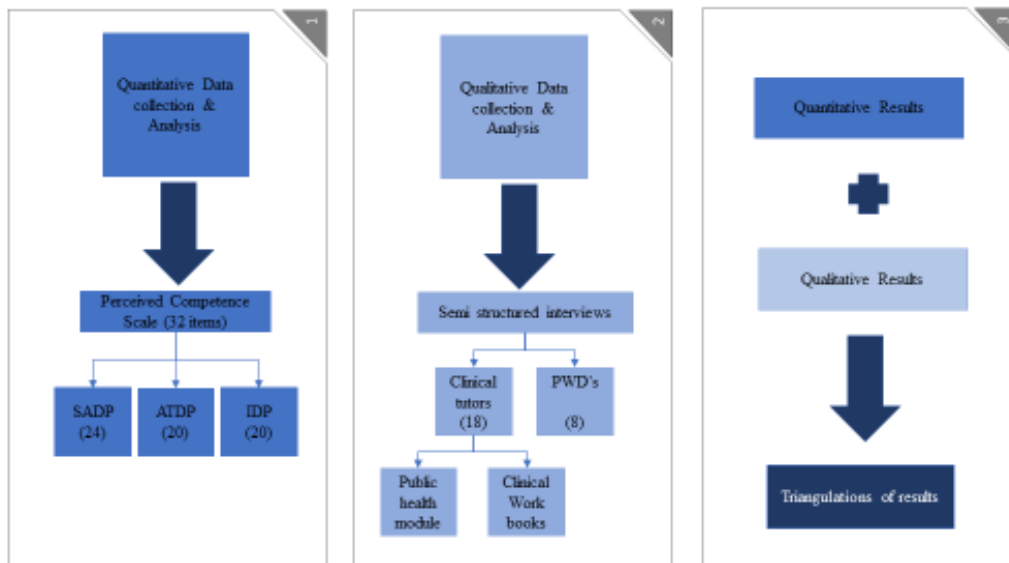 1
Quantitative Data
collection &
Analysis
Perceived Competence
Scale (32 items)
SADP
(24)
ATDP
(20)
IDP
(20)
2
Qualitative Data
collection &
Analysis
Semi structured interviews
Clinical
tutors
(18)
PWD's
(8)
Public
health
module
Clinical
Work
books
3
Quantitative Results
Qualitative Results
Triangulations of results